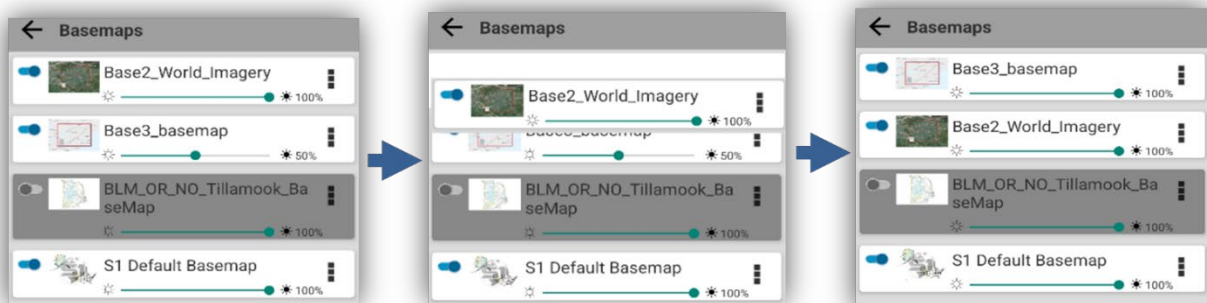 Basemaps
Base2_World_Imagery
100%
Base3_basemap
50%
BLM_OR_NO_Tillamook_Ba
seMap
100%
S1 Default Basemap
100%
Basemaps
Base2_World_Imagery
100%
Base3_basemap
50%
BLM_OR_NO_Tillamook_Ba
seMap
100%
S1 Default Basemap
100%
Basemaps
Base3_basemap
100%
Base2_World_Imagery
100%
BLM_OR_NO_Tillamook_Ba
seMap
100%
S1 Default Basemap
100%